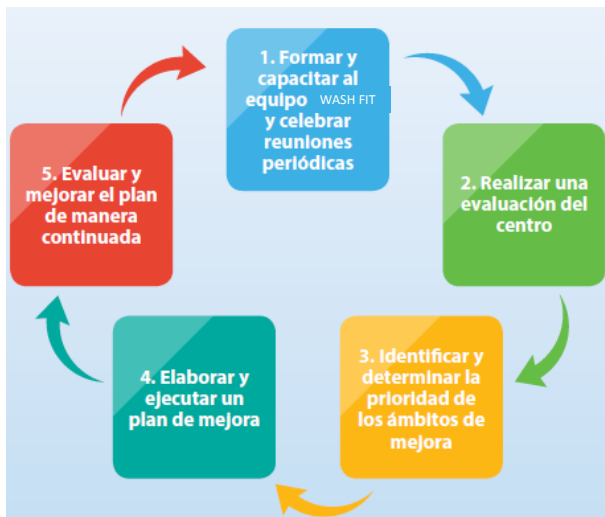 1. Formar y
capacitar al
equipo WASH FIT
y celebrar
reuniones
periódicas
2. Realizar una
evaluación del
centro
3. Identificar y
determinar la
prioridad de
los ámbitos de
mejora
4. Elaborar y
ejecutar un
plan de mejora
5. Evaluar y
mejorar el plan
de manera
continuada